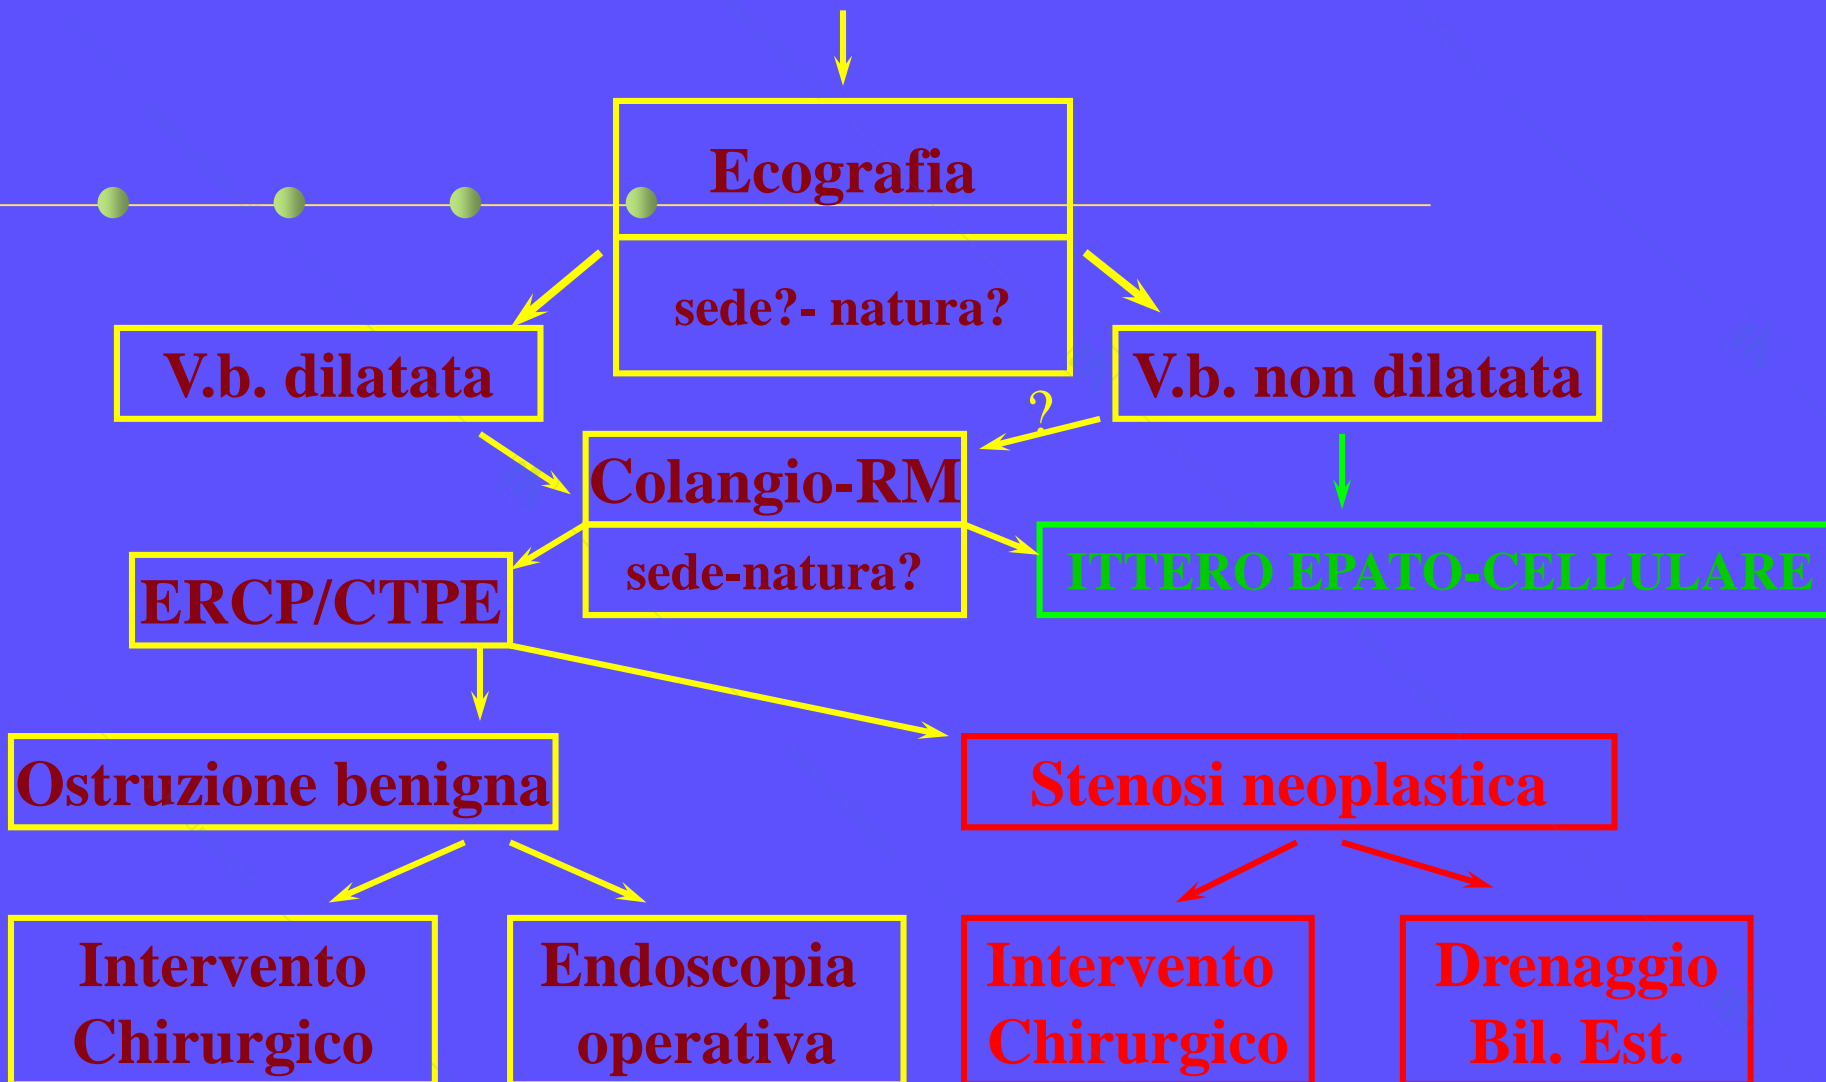 Ecografia
sede?- natura?
V.b. dilatata
V.b. non dilatata
?
Colangio-RM
sede-natura?
ITTERO EPATO-CELLULARE
ERCP/CTPE
Ostruzione benigna
Stenosi neoplastica
Intervento
Chirurgico
Endoscopia
operativa
Intervento
Chirurgico
Drenaggio
Bil. Est.